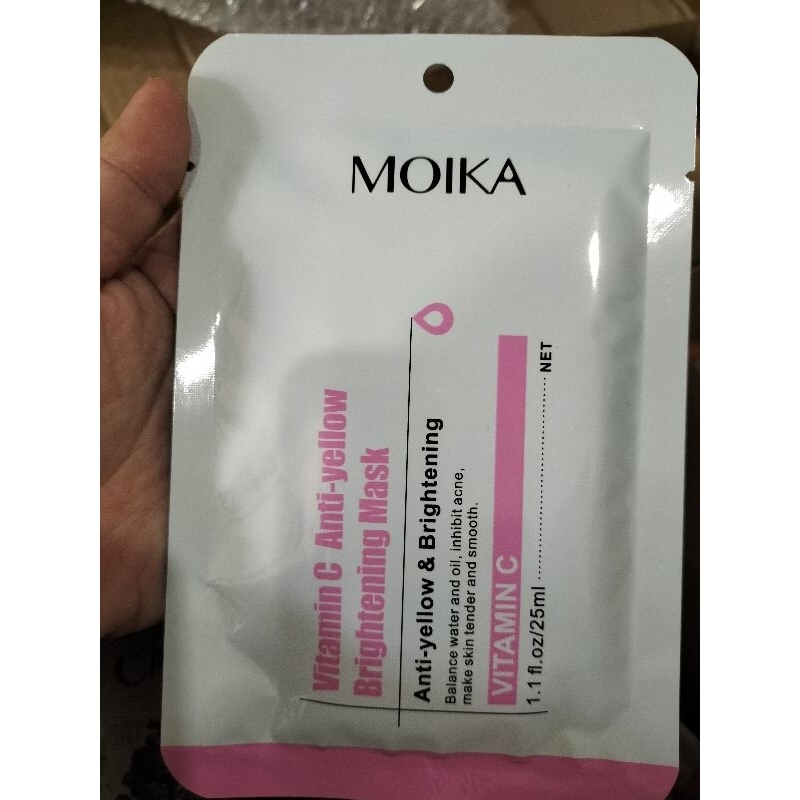 MOIKA
Vitamin C Anti-yellow
Brightening Mask
Anti-yellow & Brightening
Balance water and oil, inhibit acne,
make skin tender and smooth.
VITAMIN C
1.1 fl.oz/25ml ........................ NET